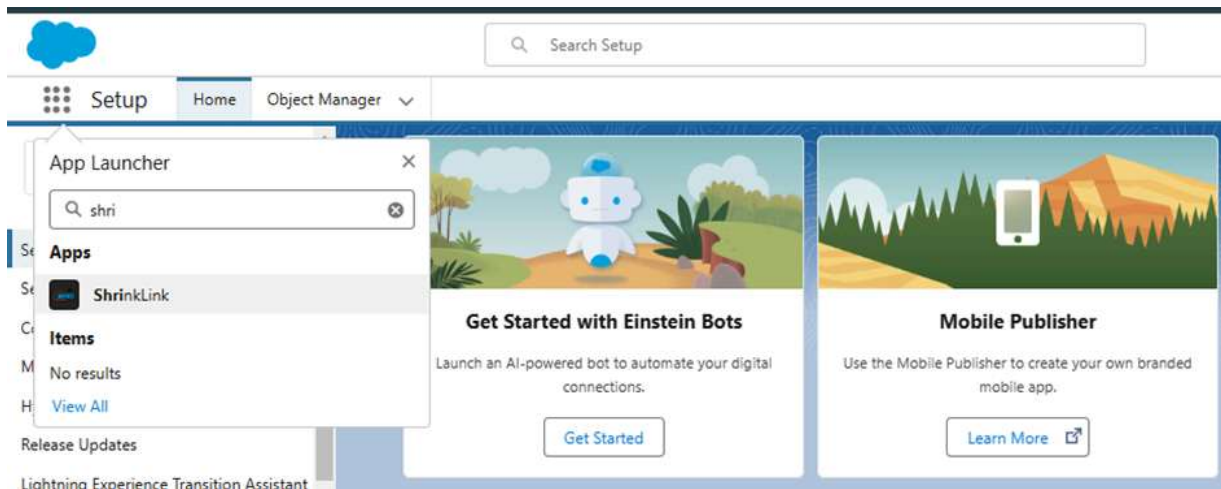 Search Setup
Setup
Home
Object Manager
App Launcher
shri
Apps
ShrinkLink
Items
No results
View All
Release Updates
Lightning Experience Transition Assistant
Get Started with Einstein Bots
Launch an AI-powered bot to automate your digital
connections.
Get Started
Mobile Publisher
Use the Mobile Publisher to create your own branded
mobile app.
Learn More